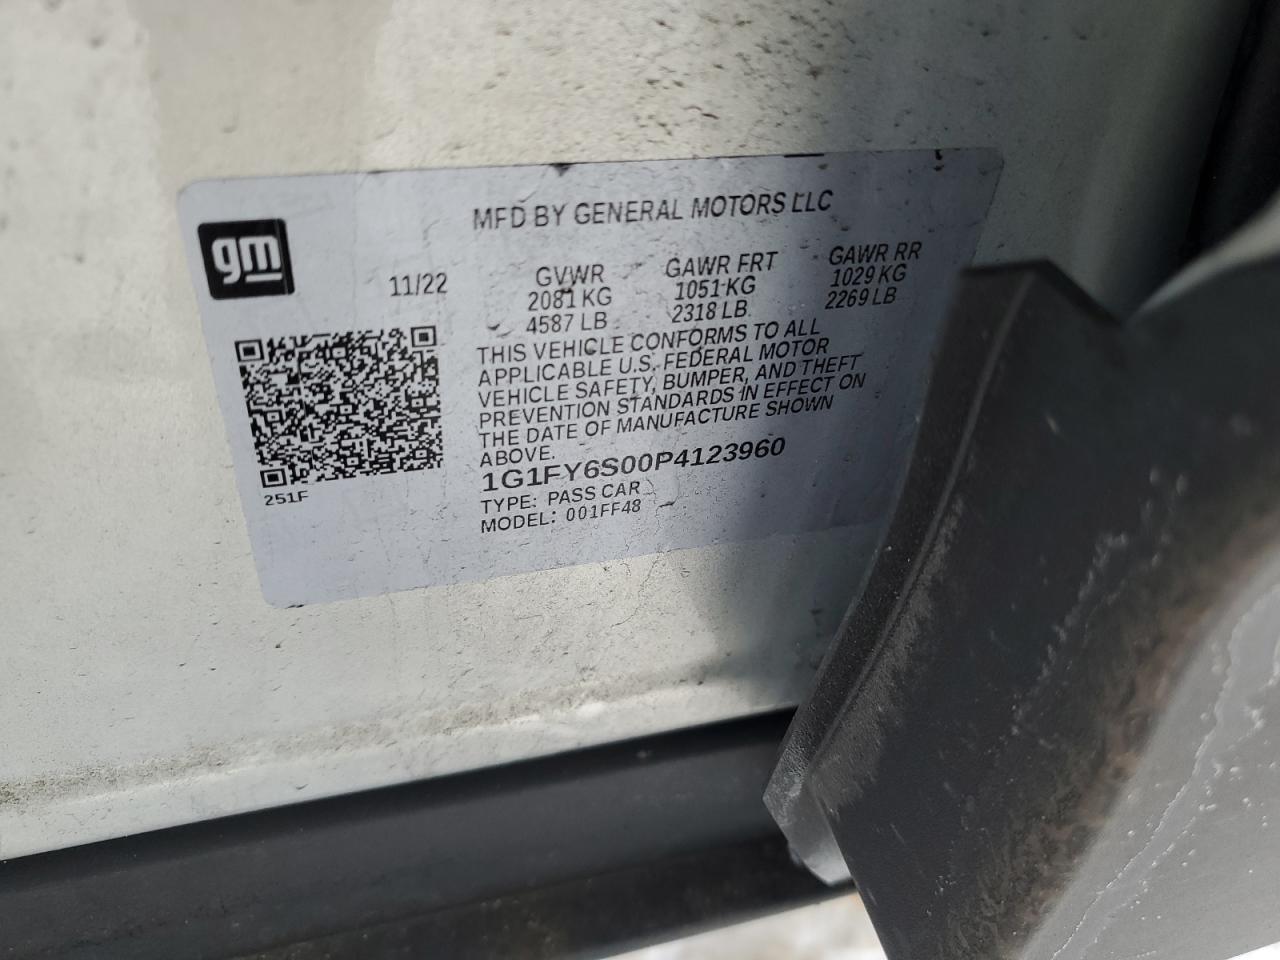 MFD BY GENERAL MOTORS LLC
gm
11/22
GVWR
2081 KG
4587 LB
GAWR FRT
1051 KG
2318 LB
GAWR RR
1029 KG
2269 LB
THIS VEHICLE CONFORMS TO ALL
APPLICABLE U.S. FEDERAL MOTOR
VEHICLE SAFETY, BUMPER, AND THEFT
PREVENTION STANDARDS IN EFFECT ON
THE DATE OF MANUFACTURE SHOWN
ABOVE.
1G1FY6S00P4123960
TYPE: PASS CAR
MODEL: 001FF48
251F